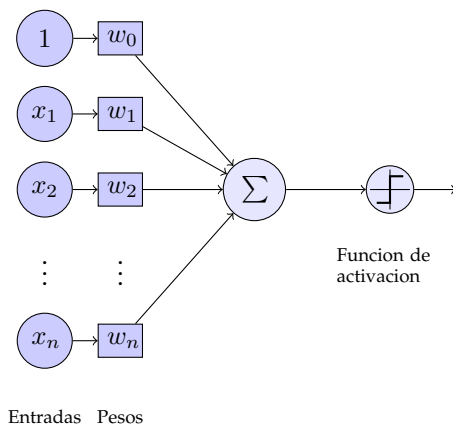 1 w₀
x₁ w₁
x₂ w₂
∑
⋮ ⋮
Funcion de
activacion
xₙ wₙ
Entradas Pesos